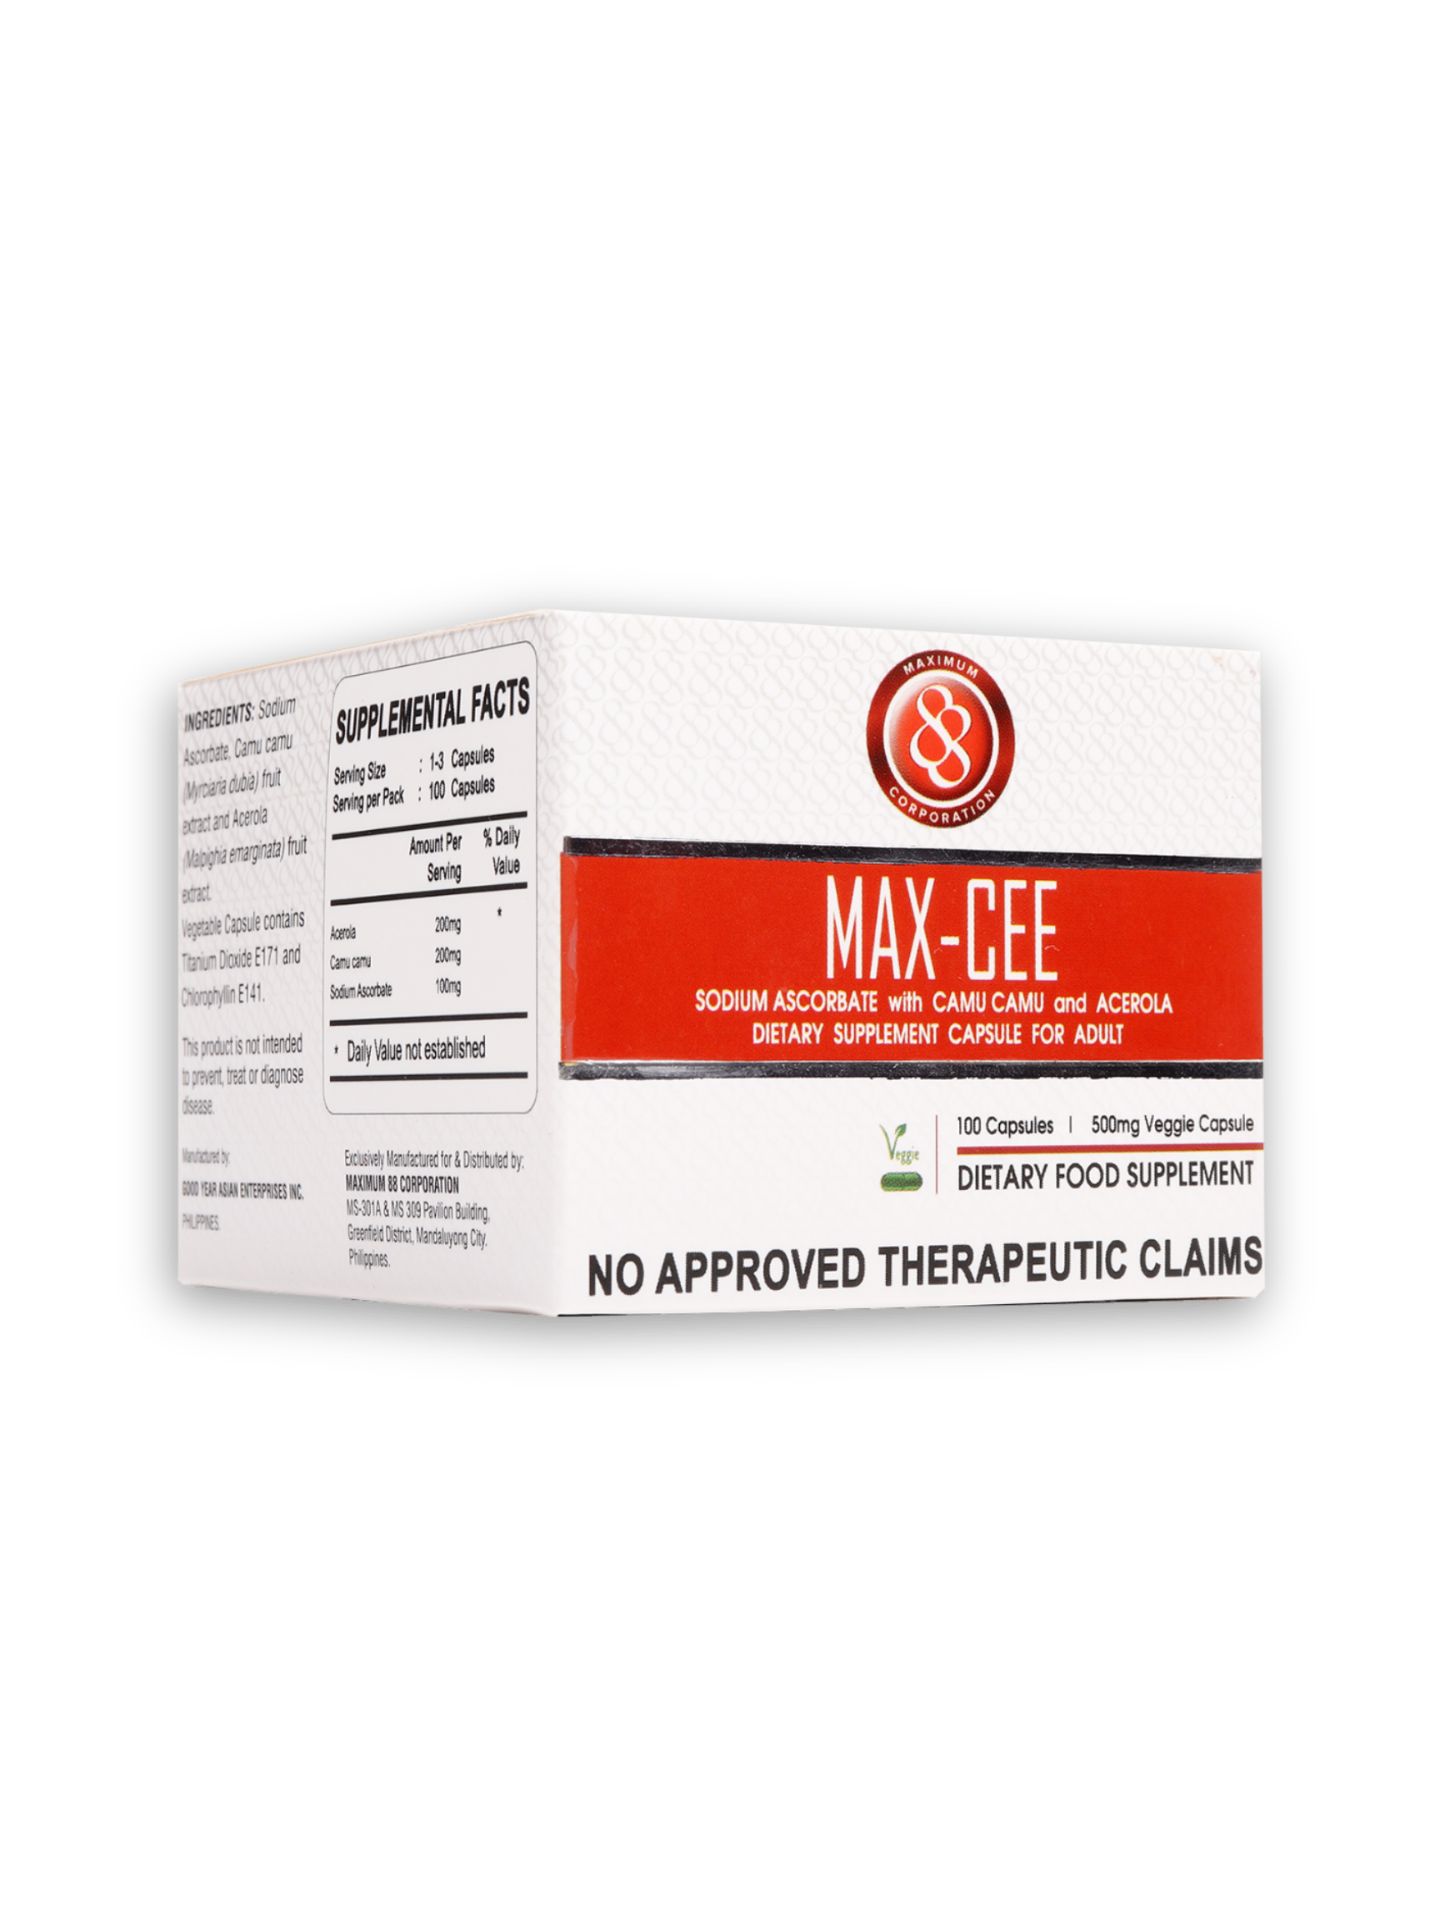 INGREDIENTS: Sodium
Ascorbate, Camu camu
(Myrciaria dubia) fruit
extract and Acerola
(Malpighia emarginata) fruit
extract.
Vegetable Capsule contains
Titanium Dioxide E171 and
Chlorophyllin E141.
This product is not intended
to prevent, treat or diagnose
disease.
Manufactured by:
GOOD YEAR ASIAN ENTERPRISES INC.
PHILIPPINES.
SUPPLEMENTAL FACTS
Serving Size : 1-3 Capsules
Serving per Pack : 100 Capsules
Amount Per % Daily
Serving Value
Acerola 200mg *
Camu camu 200mg
Sodium Ascorbate 100mg
* Daily Value not established
Exclusively Manufactured for & Distributed by:
MAXIMUM 88 CORPORATION
MS-301A & MS 309 Pavilion Building,
Greenfield District, Mandaluyong City.
Philippines.
MAXIMUM
88
CORPORATION
MAX-CEE
SODIUM ASCORBATE with CAMU CAMU and ACEROLA
DIETARY SUPPLEMENT CAPSULE FOR ADULT
Veggie
100 Capsules | 500mg Veggie Capsule
DIETARY FOOD SUPPLEMENT
NO APPROVED THERAPEUTIC CLAIMS